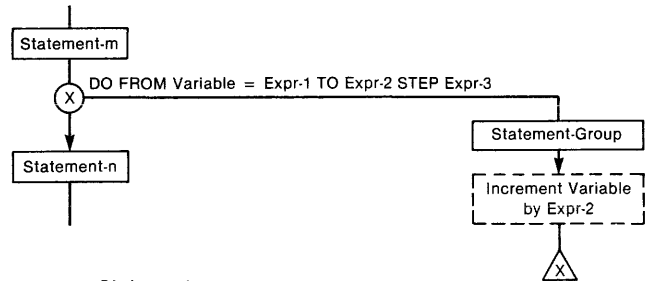 Statement-m
X
DO FROM Variable = Expr-1 TO Expr-2 STEP Expr-3
Statement-Group
Statement-n
Increment Variable
by Expr-2
X